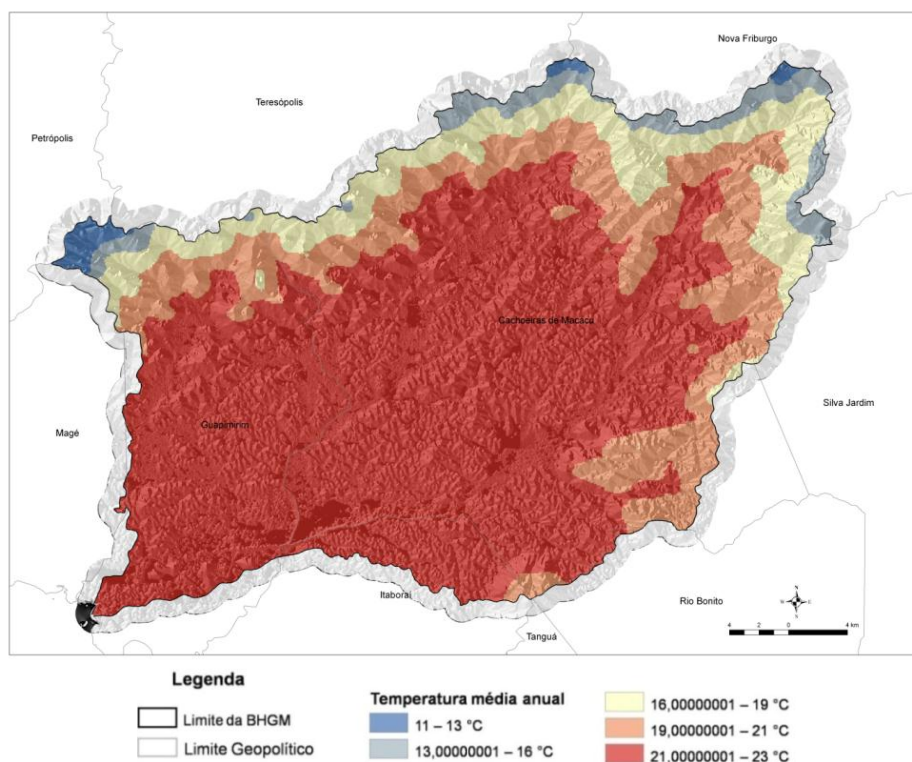 Nova Friburgo
Teresópolis
Petrópolis
Cachoeiras de Macacu
Silva Jardim
Guapimirim
Magé
Itaboraí
Rio Bonito
Tanguá
N
W E
S
4 2 0 4 km
Legenda
Limite da BHGM
Limite Geopolítico
Temperatura média anual
11 – 13 °C
13,00000001 – 16 °C
16,00000001 – 19 °C
19,00000001 – 21 °C
21,00000001 – 23 °C